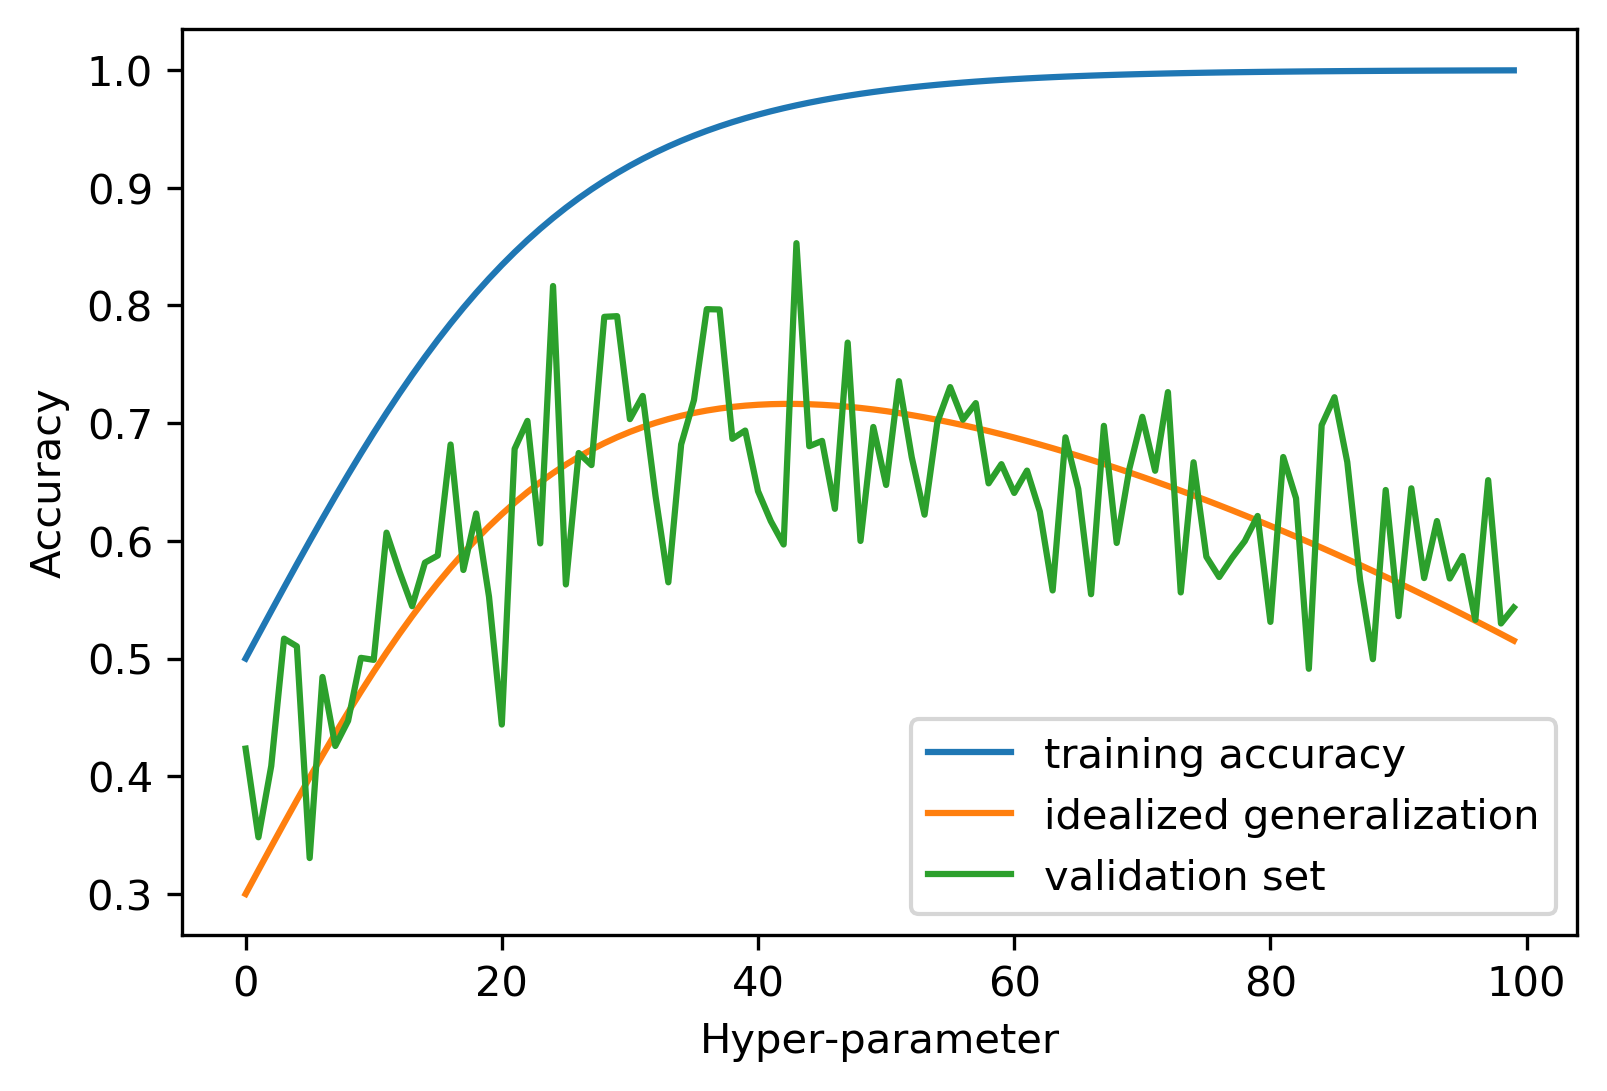 1.0
0.9
0.8
0.7
0.6
0.5
0.4
0.3
Accuracy
training accuracy
idealized generalization
validation set
0 20 40 60 80 100
Hyper-parameter